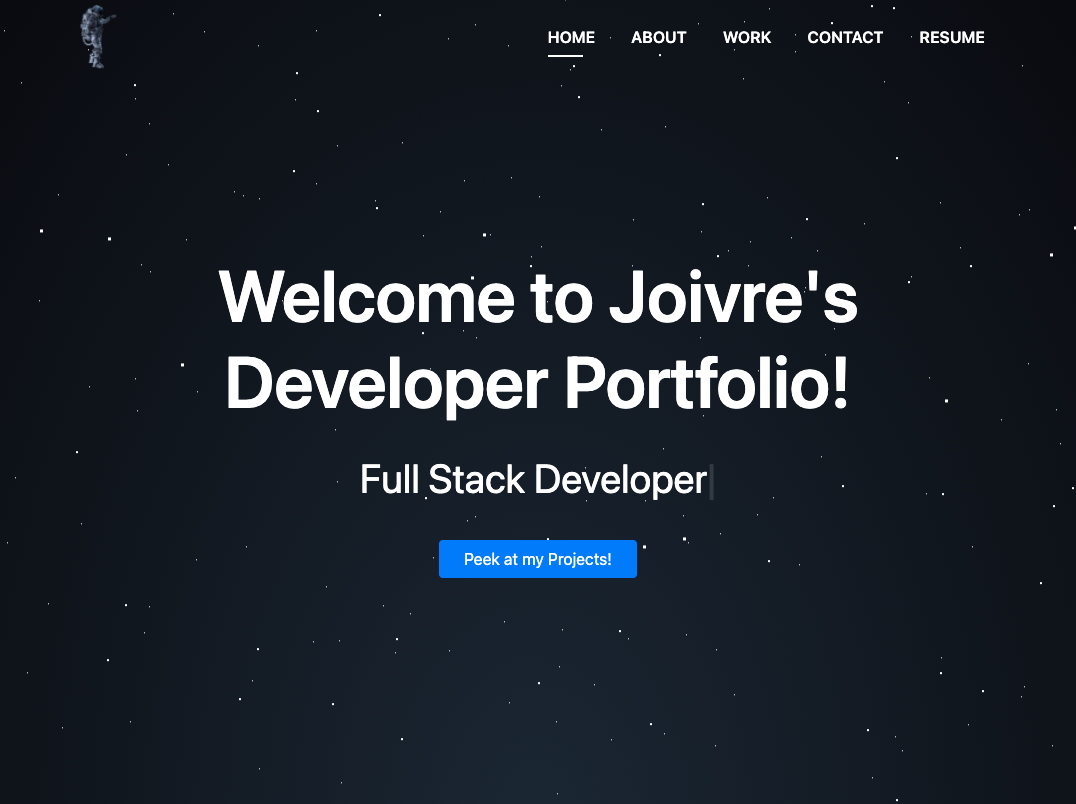 HOME ABOUT WORK CONTACT RESUME
Welcome to Joivre's
Developer Portfolio!
Full Stack Developer|
Peek at my Projects!